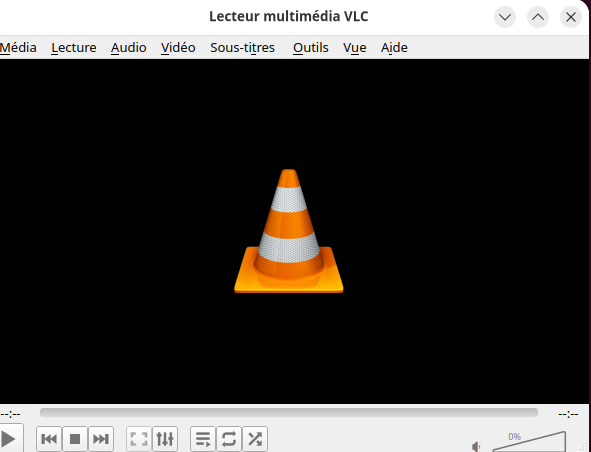 Lecteur multimédia VLC
Média Lecture Audio Vidéo Sous-titres Outils Vue Aide
--:-- --:--
0%